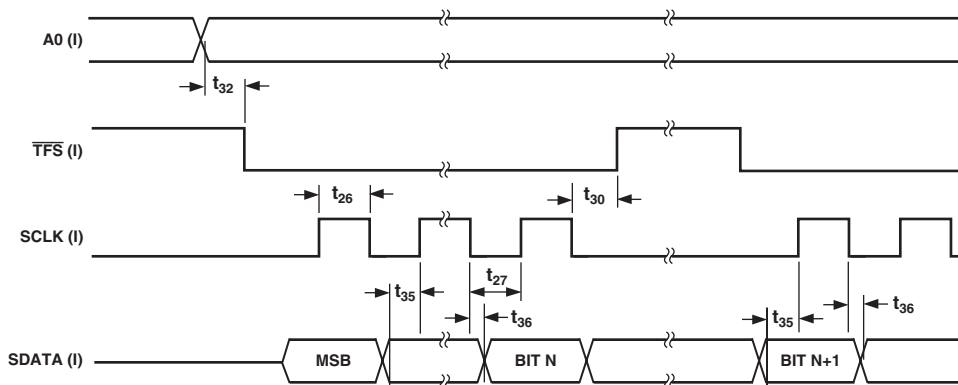 A0 (I)
t32
TFS (I)
t26
t30
SCLK (I)
t27
t35
t36
t35
t36
SDATA (I)
MSB
BIT N
BIT N+1